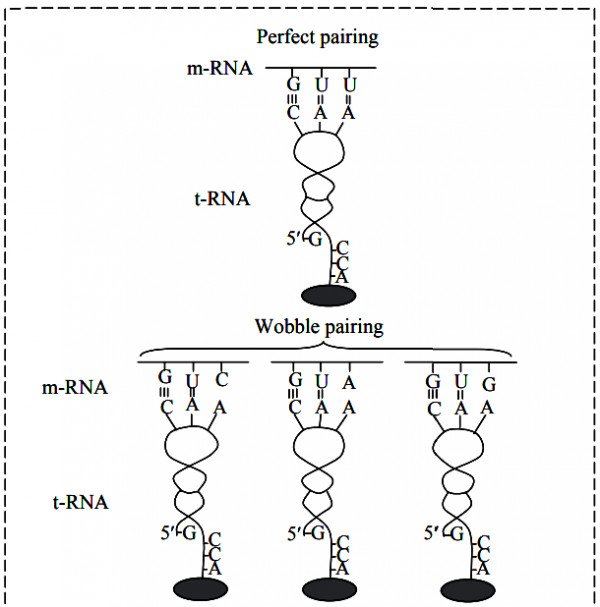 Perfect pairing
m-RNA
G U U
C A A
t-RNA
5′ G
C
C
A
Wobble pairing
m-RNA
G U C G U A G U G
C A A C A A C A A
t-RNA
5′ G 5′ G 5′ G
C C C
C C C
A A A